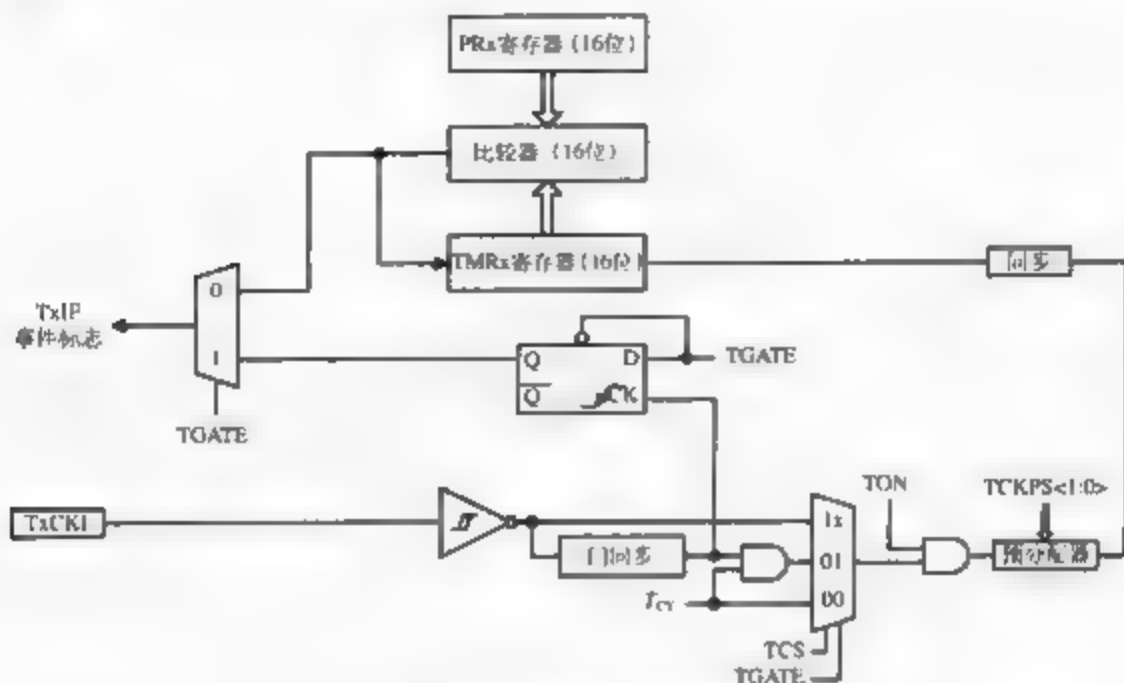 PRx寄存器 (16位)
比较器 (16位)
TMRx寄存器 (16位)
同步
0
1
TxIF
事件标志
TGATE
Q
D
TGATE
Q
CK
TON
TCKPS<1:0>
TxCKI
1x
门同步
01
预分配器
TCY
00
TCS
TGATE